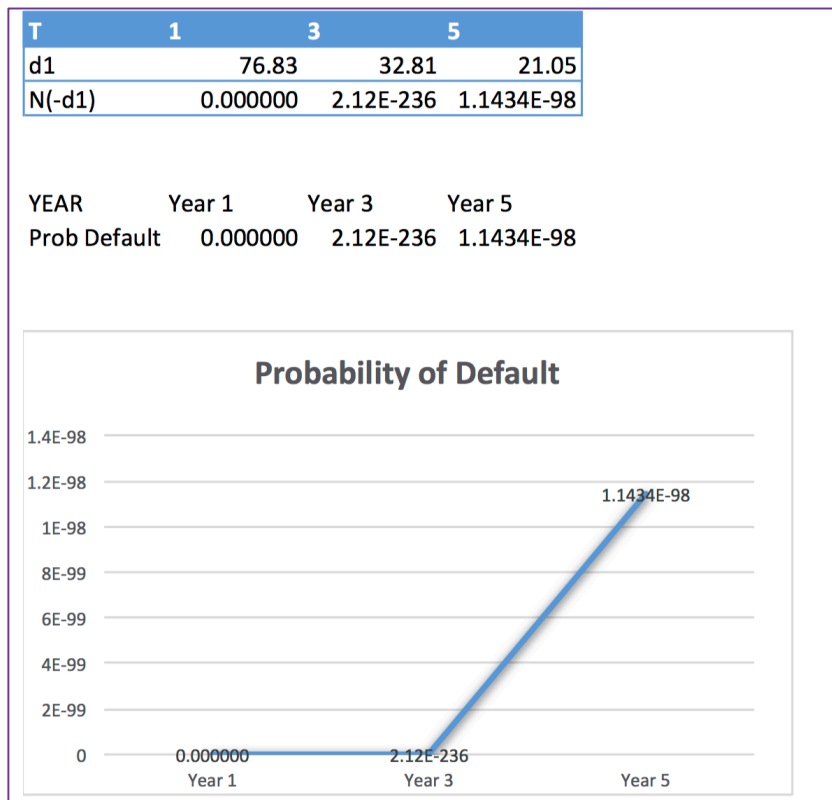 T 1 3 5
d1 76.83 32.81 21.05
N(-d1) 0.000000 2.12E-236 1.1434E-98
YEAR Year 1 Year 3 Year 5
Prob Default 0.000000 2.12E-236 1.1434E-98
Probability of Default
1.4E-98
1.2E-98
1.1434E-98
1E-98
8E-99
6E-99
4E-99
2E-99
0 0.000000 2.12E-236
Year 1 Year 3 Year 5